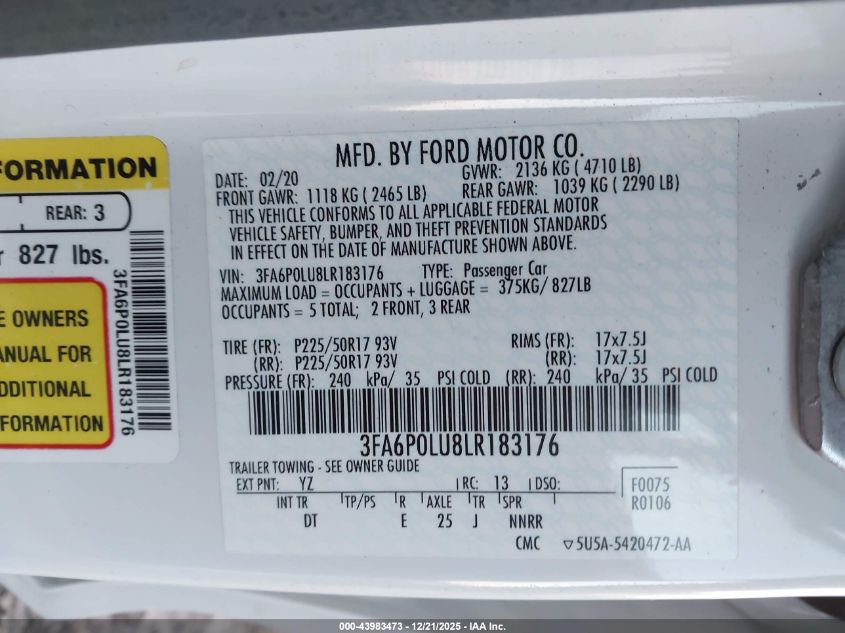 FORMATION
REAR: 3
827 lbs.
3FA6P0LU8LR183176
E OWNERS
ANUAL FOR
DDITIONAL
FORMATION
MFD. BY FORD MOTOR CO.
DATE: 02/20 GVWR: 2136 KG (4710 LB)
FRONT GAWR: 1118 KG (2465 LB) REAR GAWR: 1039 KG (2290 LB)
THIS VEHICLE CONFORMS TO ALL APPLICABLE FEDERAL MOTOR
VEHICLE SAFETY, BUMPER, AND THEFT PREVENTION STANDARDS
IN EFFECT ON THE DATE OF MANUFACTURE SHOWN ABOVE.
VIN: 3FA6P0LU8LR183176 TYPE: Passenger Car
MAXIMUM LOAD = OCCUPANTS + LUGGAGE = 375KG/ 827LB
OCCUPANTS = 5 TOTAL; 2 FRONT, 3 REAR
TIRE (FR): P225/50R17 93V RIMS (FR): 17x7.5J
(RR): P225/50R17 93V (RR): 17x7.5J
PRESSURE (FR): 240 kPa/ 35 PSI COLD (RR): 240 kPa/ 35 PSI COLD
3FA6P0LU8LR183176
TRAILER TOWING - SEE OWNER GUIDE
EXT PNT: YZ RC: 13 DSO: F0075
INT TR TP/PS R AXLE TR SPR R0106
DT E 25 J NNRR
CMC ▽5U5A-5420472-AA
000-43983473 - 12/21/2025 - IAA Inc.